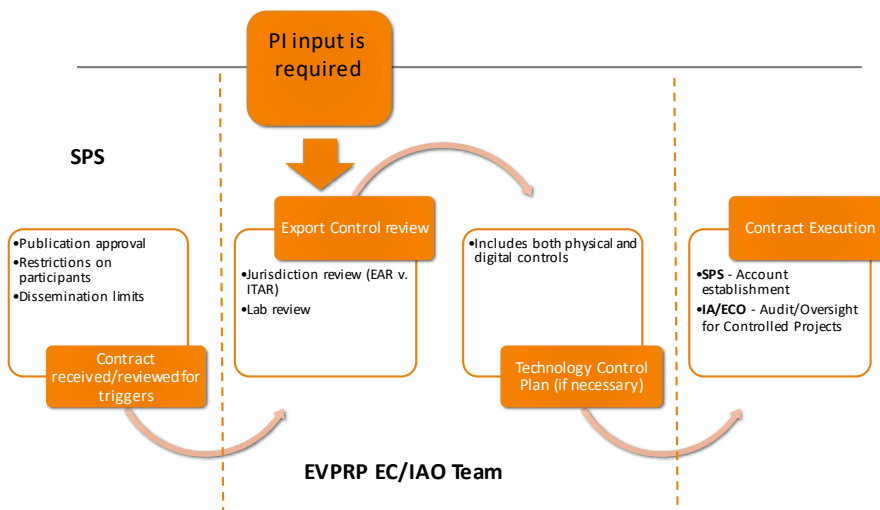 PI input is
required
SPS
•Publication approval
•Restrictions on
participants
•Dissemination limits
Contract
received/reviewed for
triggers
Export Control review
•Jurisdiction review (EAR v.
ITAR)
•Lab review
•Includes both physical and
digital controls
Technology Control
Plan (if necessary)
Contract Execution
•SPS - Account
establishment
•IA/ECO - Audit/Oversight
for Controlled Projects
EVPRP EC/IAO Team